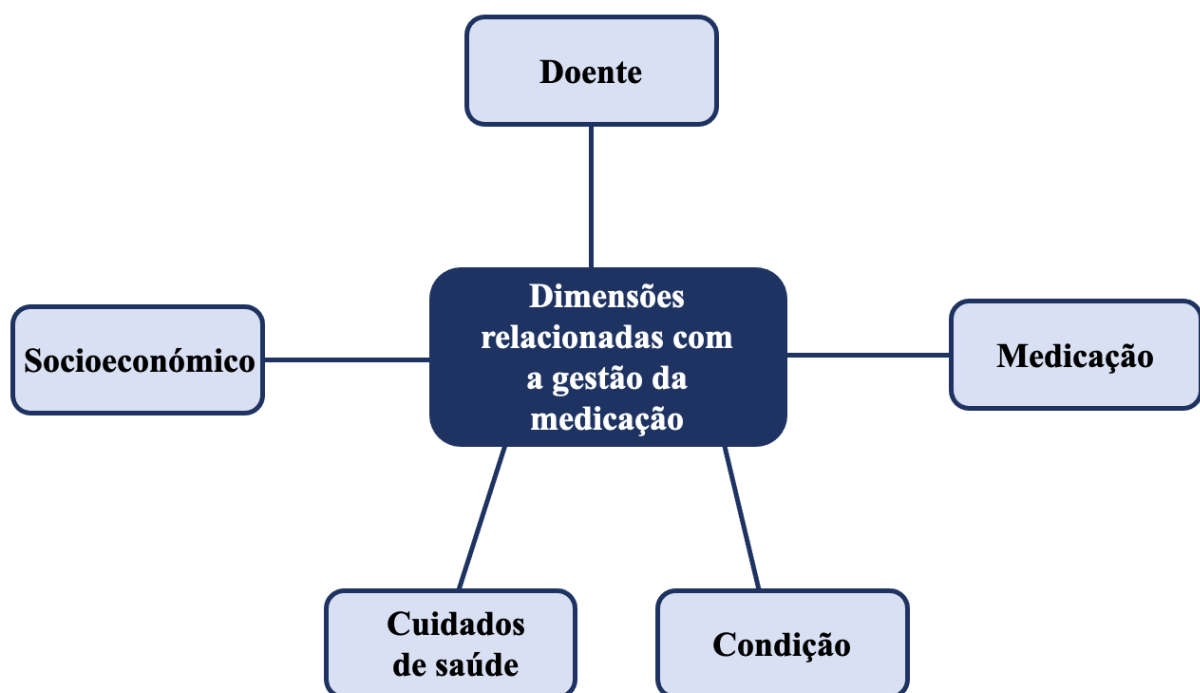 Doente
Dimensões
relacionadas com
a gestão da
medicação
Socioeconómico
Medicação
Cuidados
de saúde
Condição